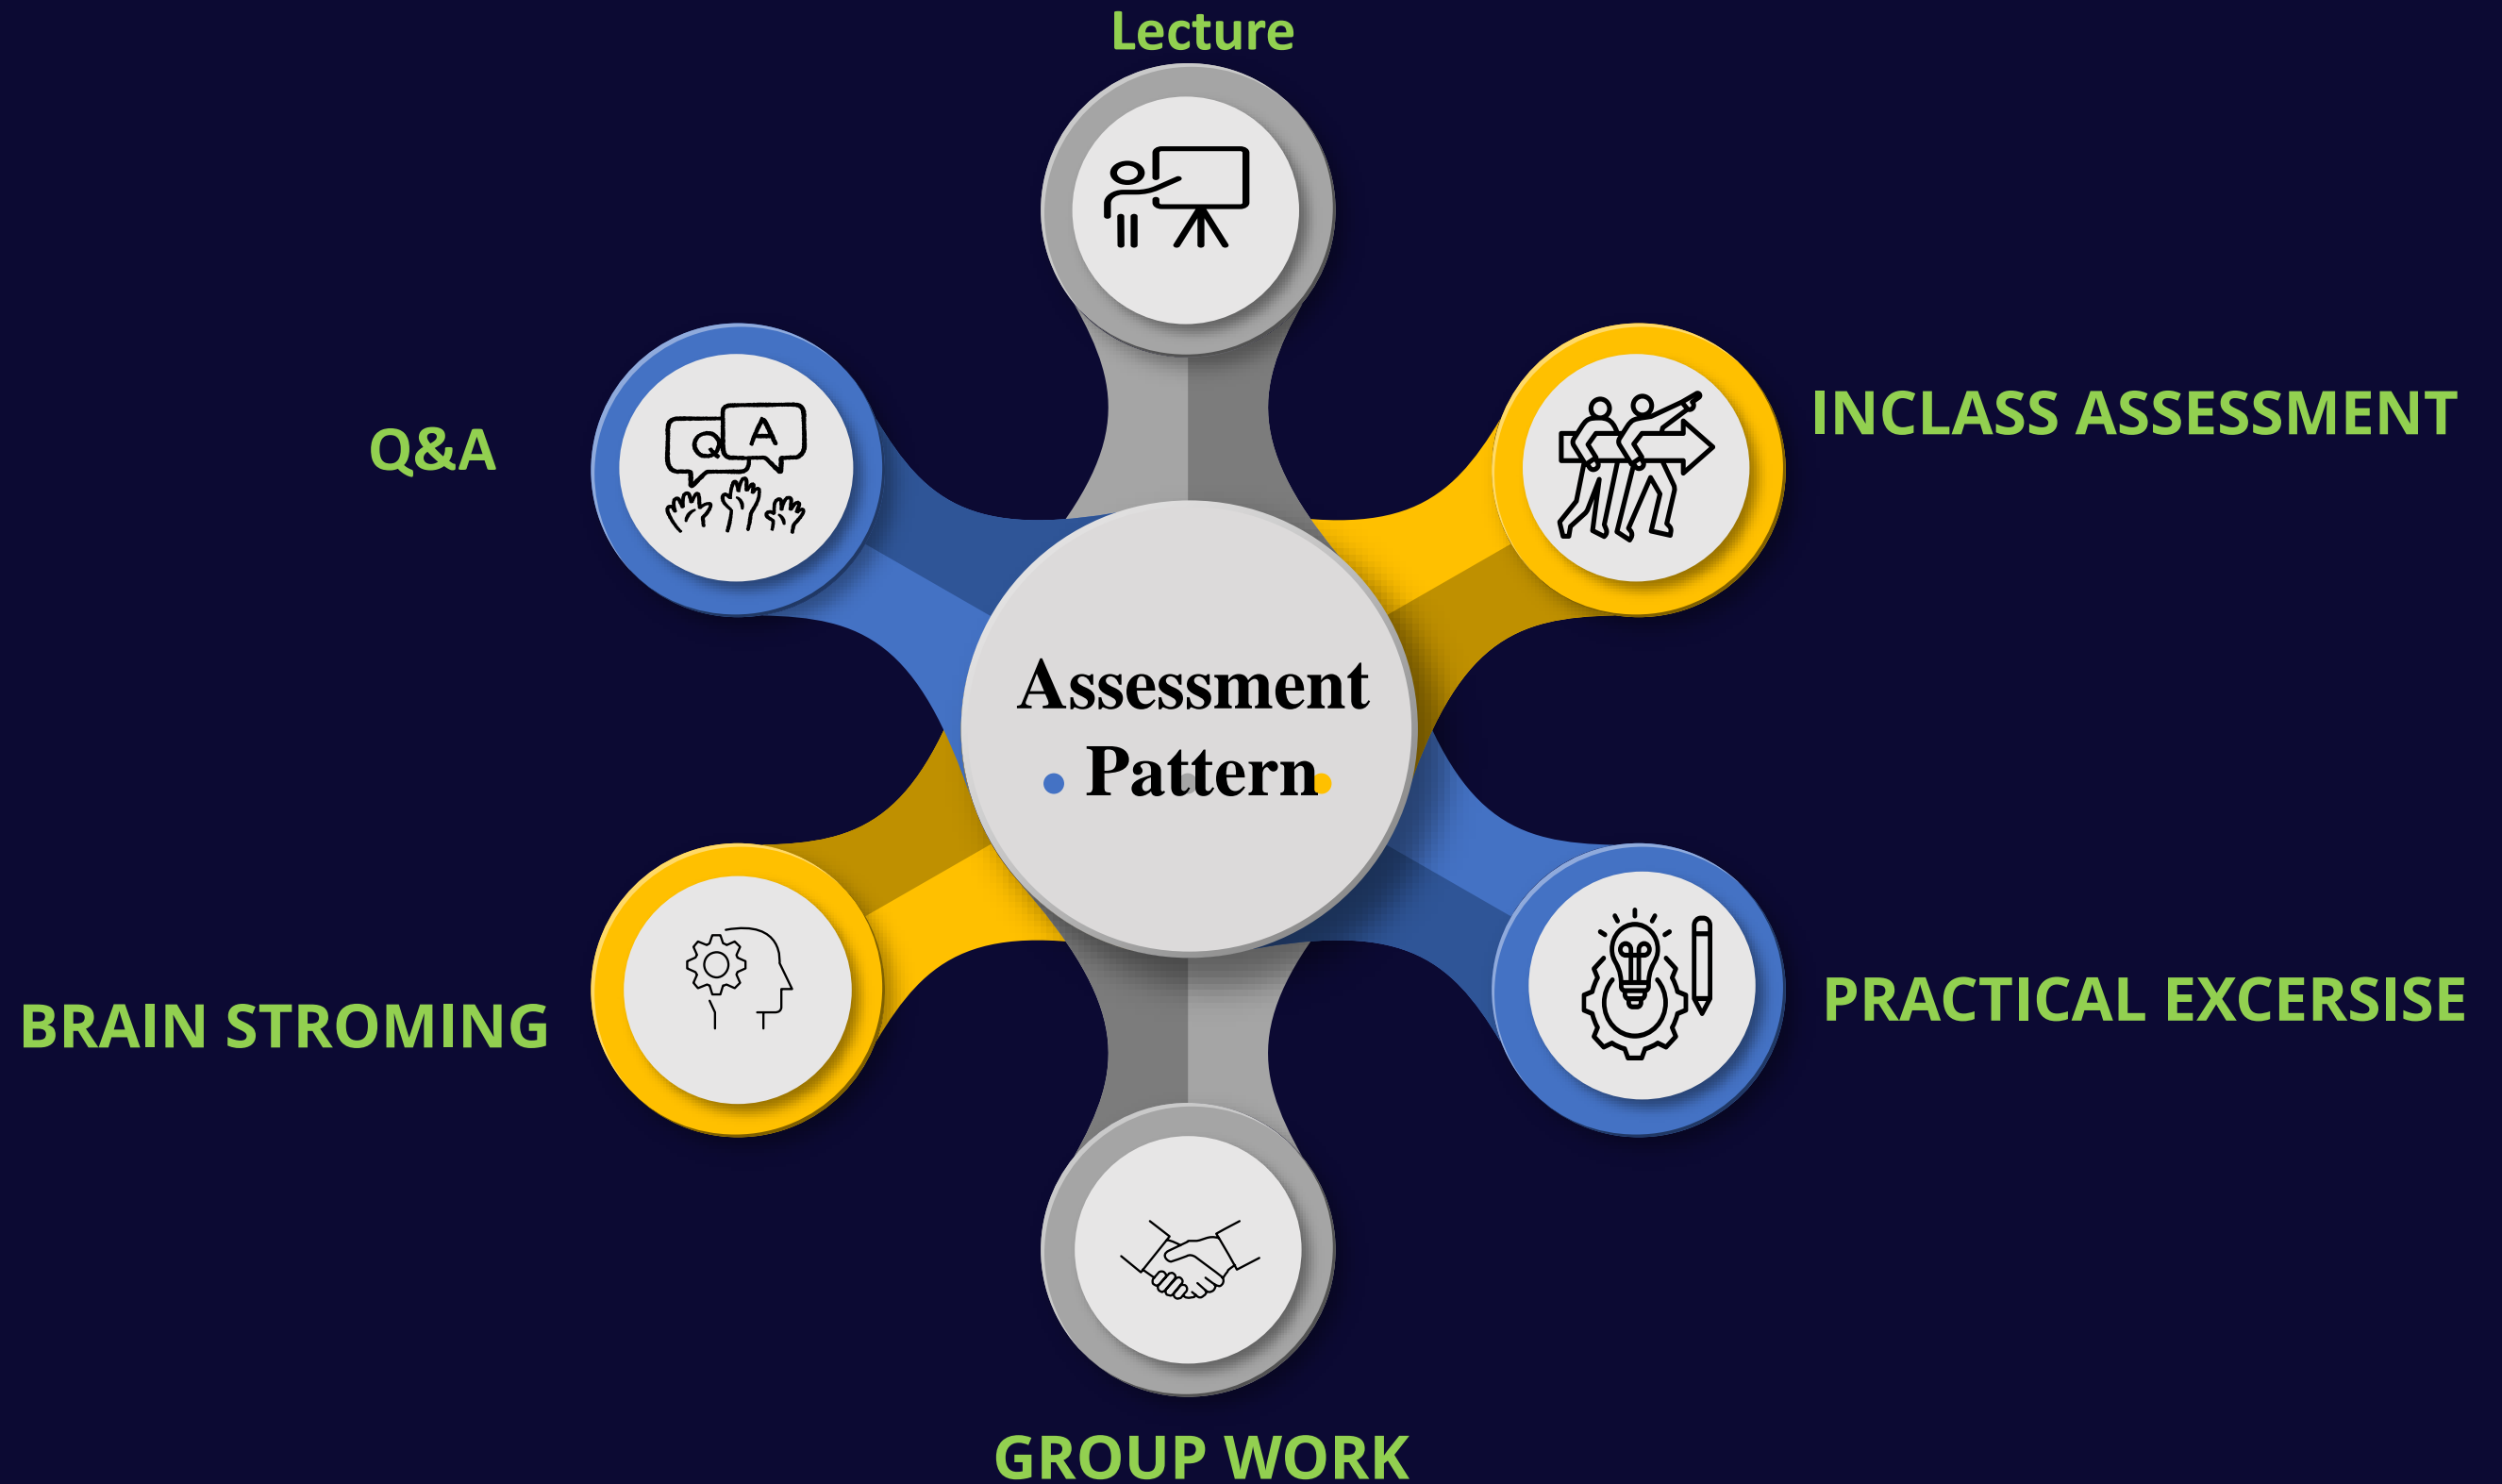 Lecture
INCLASS ASSESSMENT
Q&A
Q
A
Assessment
Pattern
BRAIN STROMING
PRACTICAL EXCERSISE
GROUP WORK